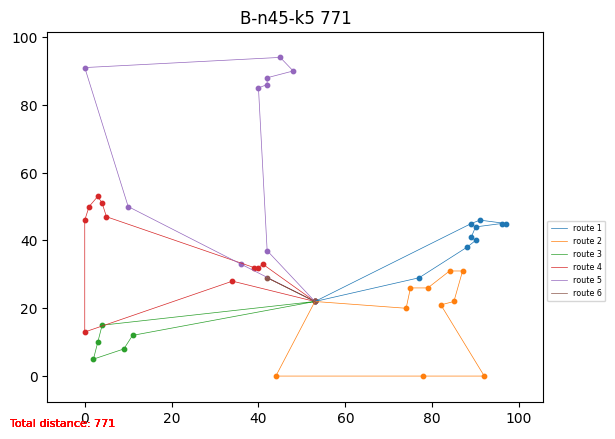 B-n45-k5 771
100
80
60
40
20
0
0 20 40 60 80 100
route 1
route 2
route 3
route 4
route 5
route 6
Total distance: 771